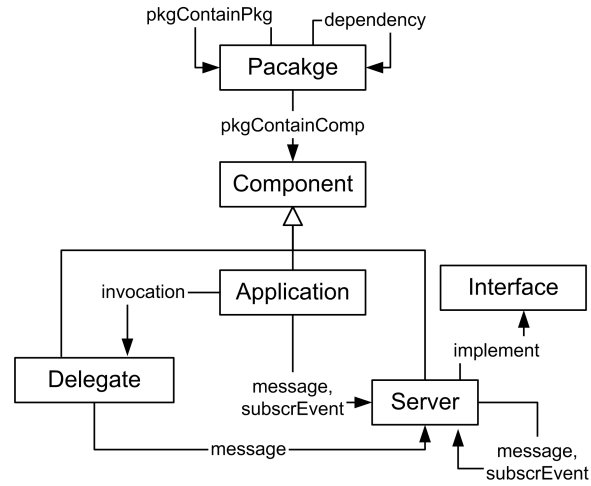 pkgContainPkg
dependency
Pacakge
pkgContainComp
Component
invocation
Application
Interface
implement
Delegate
message,
subscrEvent
Server
message
message,
subscrEvent